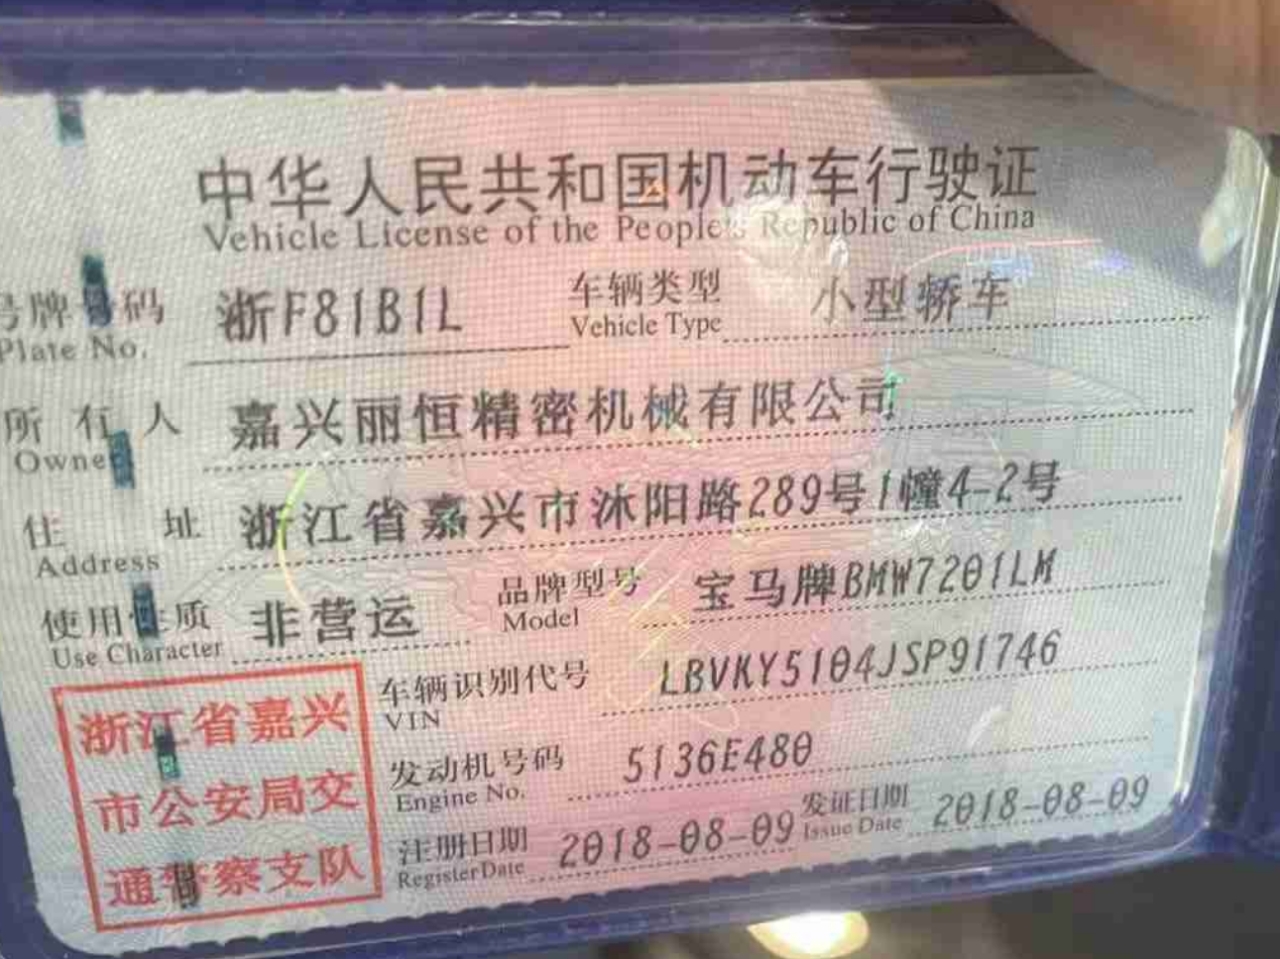 中华人民共和国机动车行驶证
Vehicle License of the People's Republic of China
号牌号码 浙F81B1L 车辆类型 小型轿车
Plate No. Vehicle Type
所有人 嘉兴丽恒精密机械有限公司
Owner
住址 浙江省嘉兴市沐阳路289号1幢4-2号
Address
使用性质 非营运 品牌型号 宝马牌BMW7201LM
Use Character Model
车辆识别代号 LBVKY5104JSP91746
VIN
发动机号码 5136E480
Engine No.
注册日期 2018-08-09 发证日期 2018-08-09
Register Date Issue Date
浙江省嘉兴
市公安局交
通警察支队